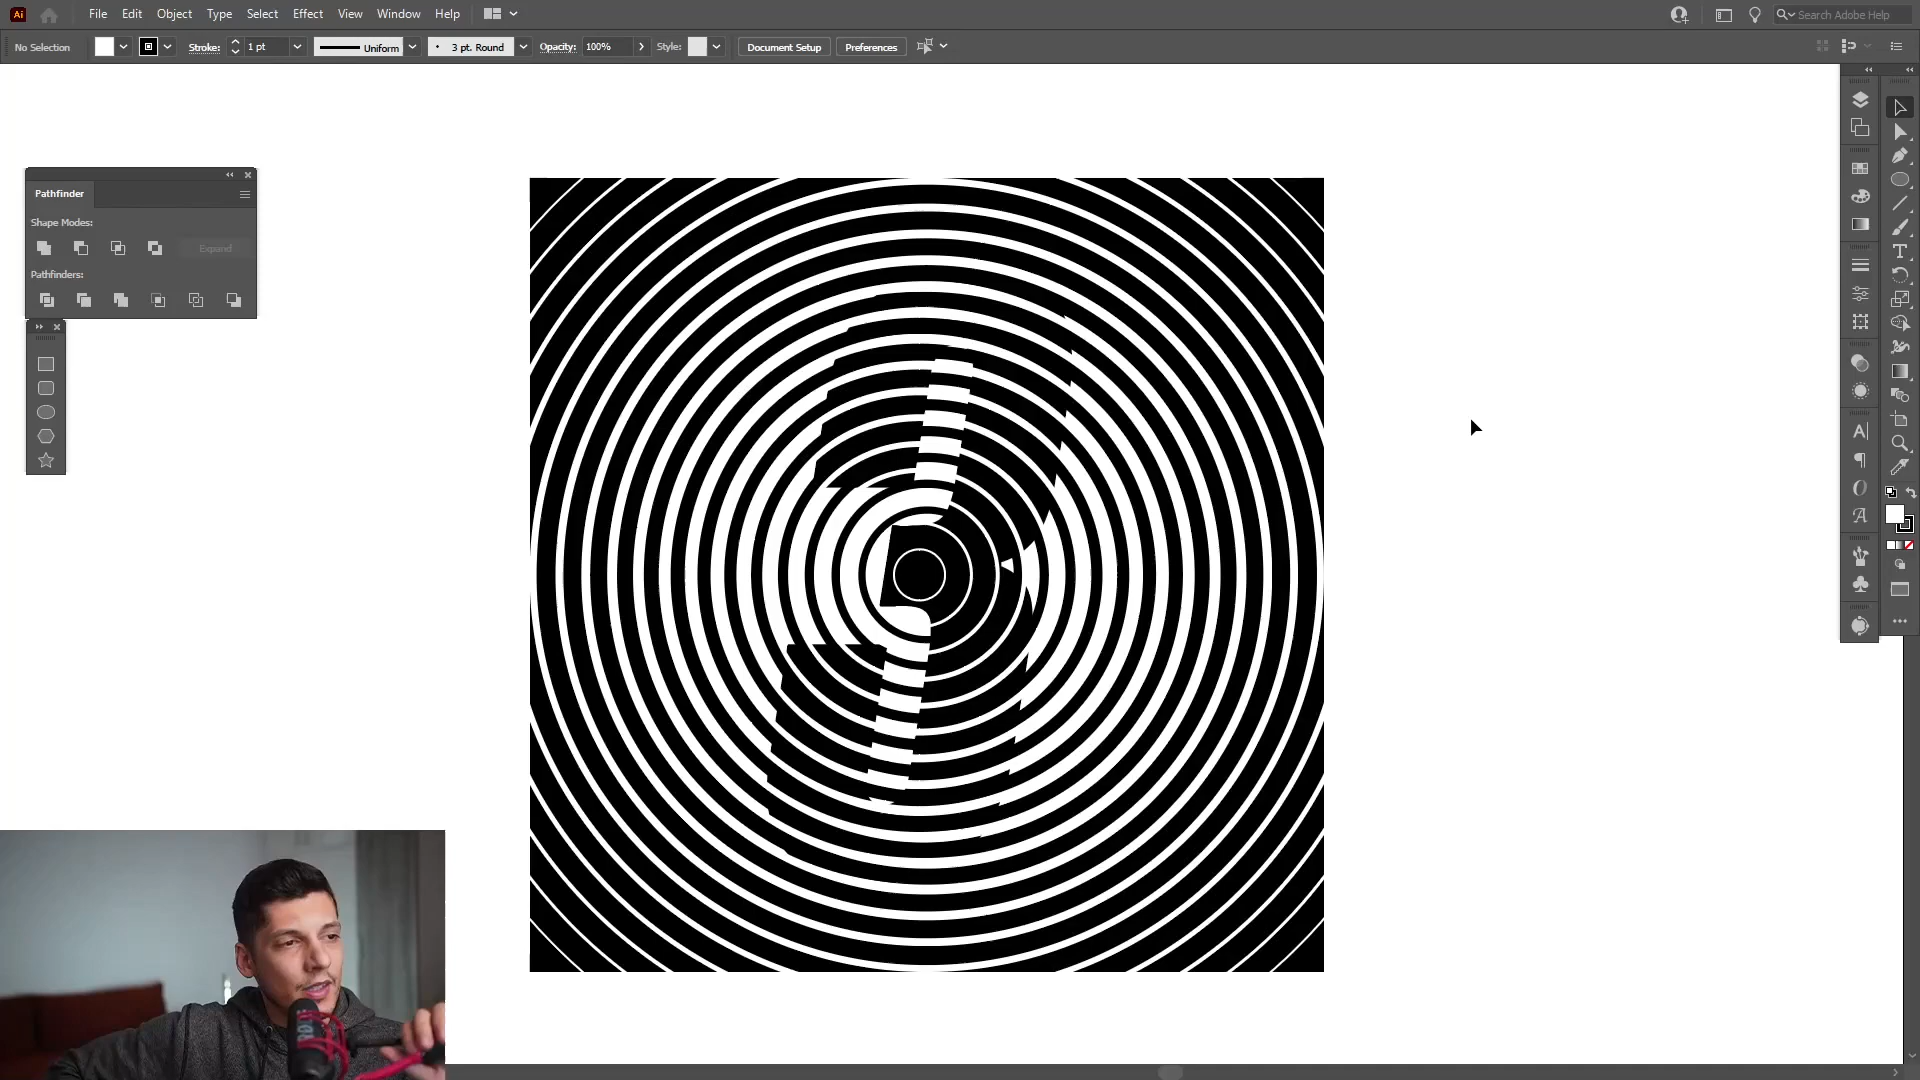 Ai File Edit Object Type Select Effect View Window Help Search Adobe Help
No Selection Stroke: 1 pt Uniform 3 pt. Round Opacity: 100% Style: Document Setup Preferences
Pathfinder
Shape Modes:
Expand
Pathfinders: